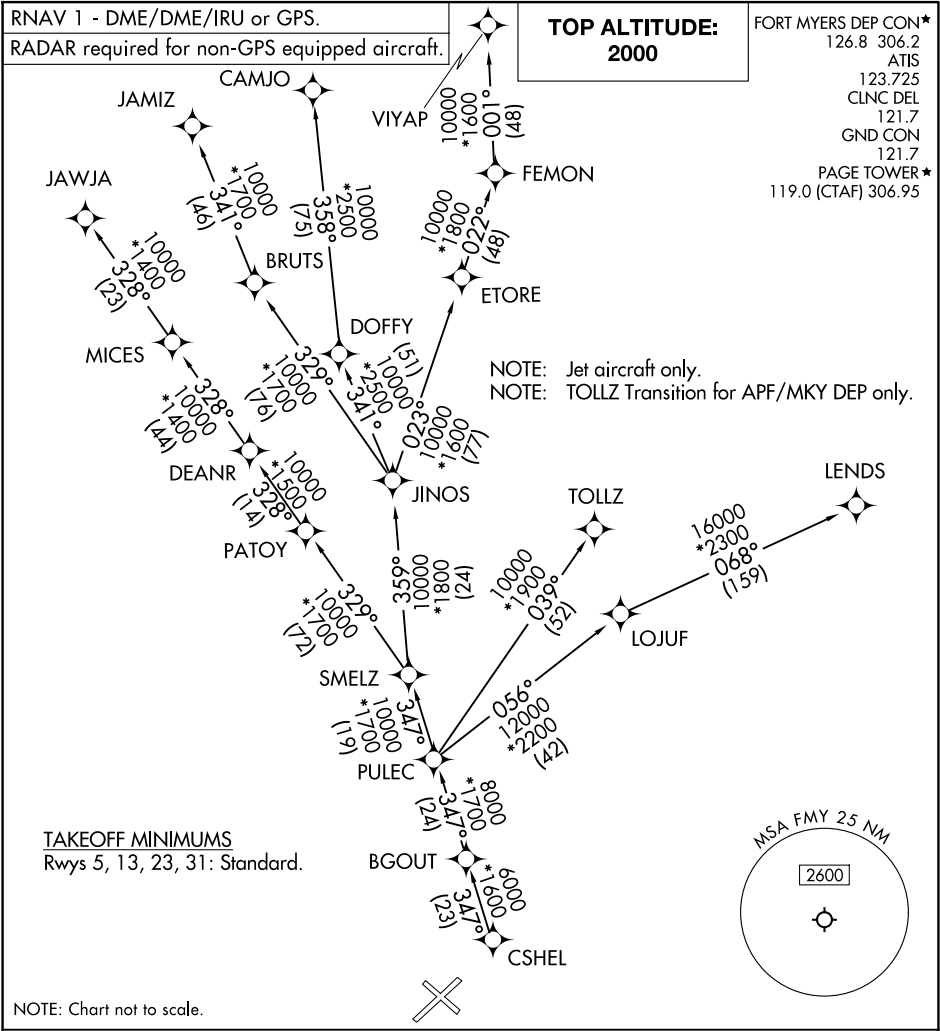 RNAV 1 - DME/DME/IRU or GPS.
RADAR required for non-GPS equipped aircraft.
TOP ALTITUDE:
2000
FORT MYERS DEP CON★
126.8 306.2
ATIS
123.725
CLNC DEL
121.7
GND CON
121.7
PAGE TOWER★
119.0 (CTAF) 306.95
VIYAP
10000
*1600
001°
(48)
FEMON
10000
*1800
022°
(48)
ETORE
CAMJO
10000
*2500
358°
(75)
JAMIZ
10000
*1700
341°
(46)
BRUTS
JAWJA
10000
*1400
328°
(23)
MICES
DOFFY
(51)
10000
*2500
341°
329°
10000
*1700
(76)
023°
10000
*1600
(77)
NOTE: Jet aircraft only.
NOTE: TOLLZ Transition for APF/MKY DEP only.
328°
10000
*1400
(44)
DEANR
10000
*1500
328°
(14)
PATOY
JINOS
TOLLZ
LENDS
16000
*2300
068°
(159)
10000
*1900
039°
(52)
LOJUF
359°
10000
*1800
(24)
329°
10000
*1700
(72)
SMELZ
056°
12000
*2200
(42)
347°
10000
*1700
(19)
PULEC
8000
*1700
347°
(24)
BGOUT
6000
*1600
347°
(23)
CSHEL
TAKEOFF MINIMUMS
Rwys 5, 13, 23, 31: Standard.
MSA FMY 25 NM
2600
NOTE: Chart not to scale.